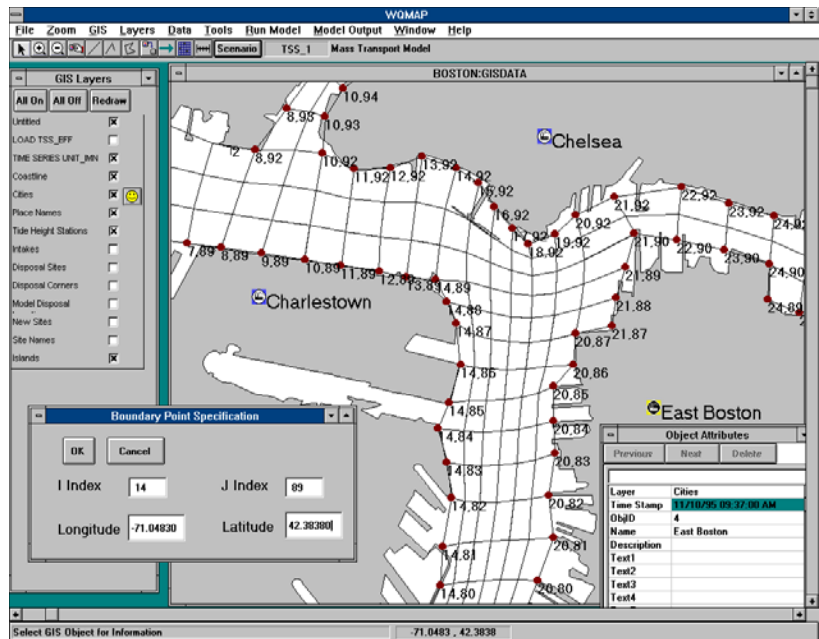 WQMAP
File Zoom GIS Layers Data Tools Run Model Model Output Window Help
Scenario TSS_1 Mass Transport Model
GIS Layers
All On All Off Redraw
Untitled
LOAD TSS_EFF
TIME SERIES UNIT_IMN
Coastline
Cities
Place Names
Tide Height Stations
Intakes
Disposal Sites
Disposal Corners
Model Disposal
New Sites
Site Names
Islands
BOSTON:GISDATA
10,94
8,93
10,93
2
8,92
10,92
11,92
12,92
13,92
14,92
15,92
16,92
17,92
18,92
19,92
20,92
21,92
22,92
23,92
24,92
Chelsea
7,89
8,89
9,89
10,89
11,89
12,89
13,89
14,89
21,90
22,90
23,90
24,90
21,89
24,89
Charlestown
14,88
21,88
14,87
21,87
20,87
14,86
20,86
14,85
20,85
East Boston
14,84
20,84
14,83
20,83
14,82
20,82
14,81
20,81
14,80
20,80
Boundary Point Specification
OK Cancel
I Index 14 J Index 89
Longitude -71.04830 Latitude 42.38380
Object Attributes
Previous Next Delete
Layer Cities
Time Stamp 11/10/95 09:37:00 AM
ObjID 4
Name East Boston
Description
Text1
Text2
Text3
Text4
Select GIS Object for Information -71.0483 , 42.3838